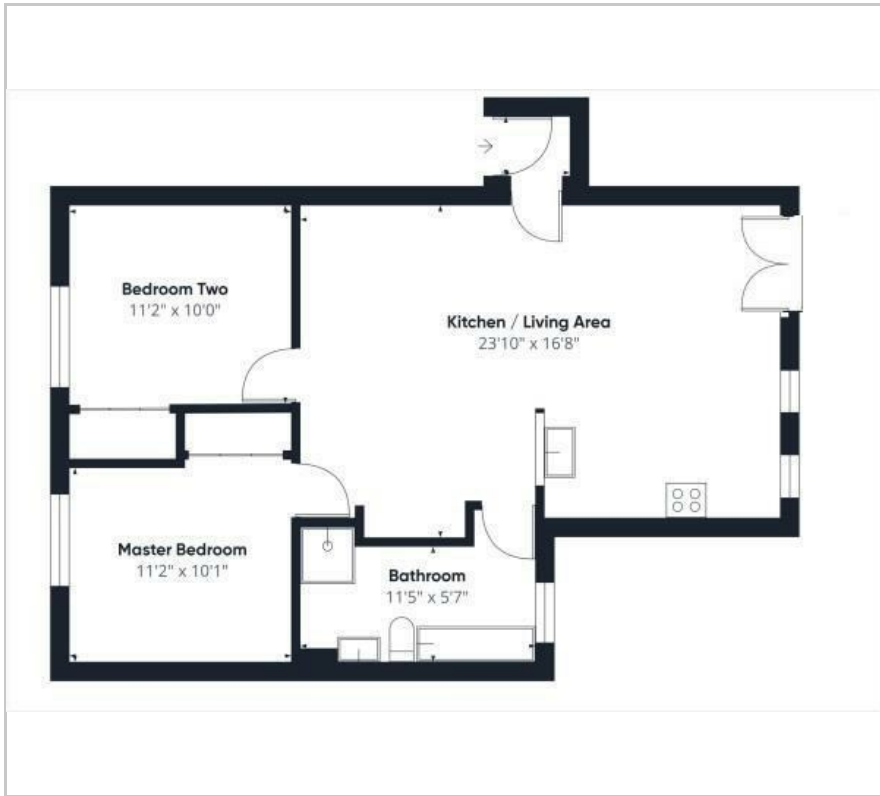 Bedroom Two
11'2" x 10'0"
Kitchen / Living Area
23'10" x 16'8"
Master Bedroom
11'2" x 10'1"
Bathroom
11'5" x 5'7"